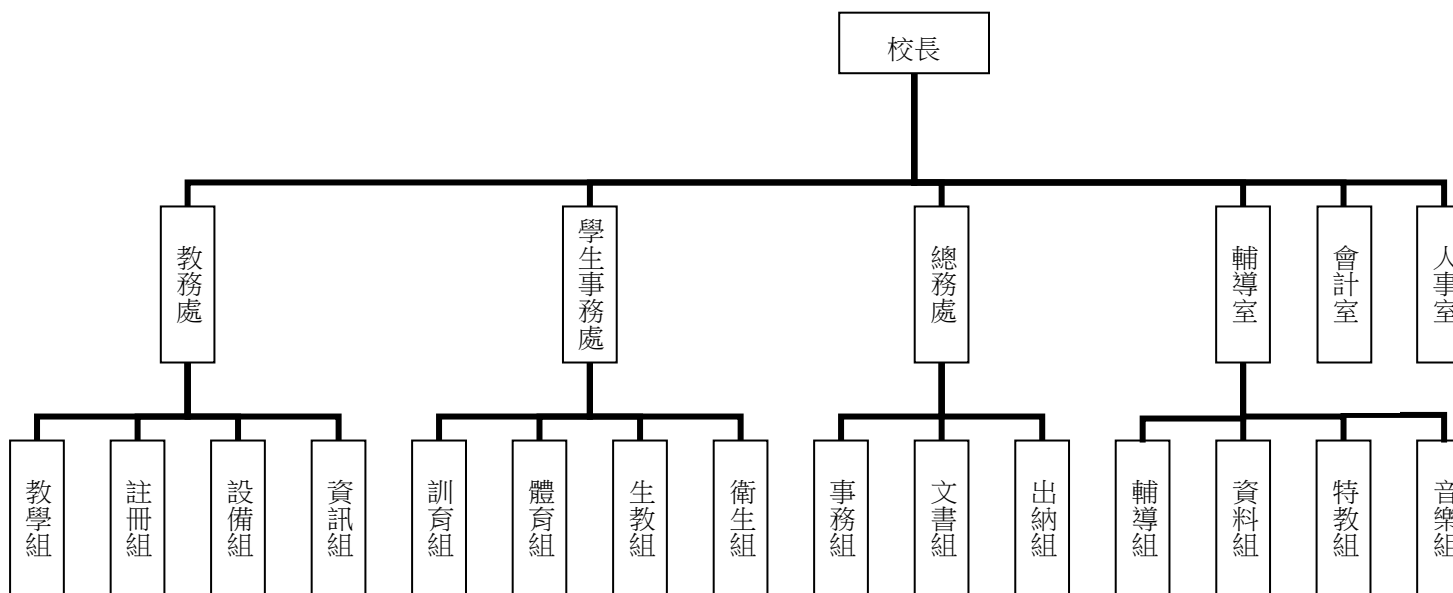 校長
教務處
學生事務處
總務處
輔導室
會計室
人事室
教學組
註冊組
設備組
資訊組
訓育組
體育組
生教組
衛生組
事務組
文書組
出納組
輔導組
資料組
特教組
音樂組